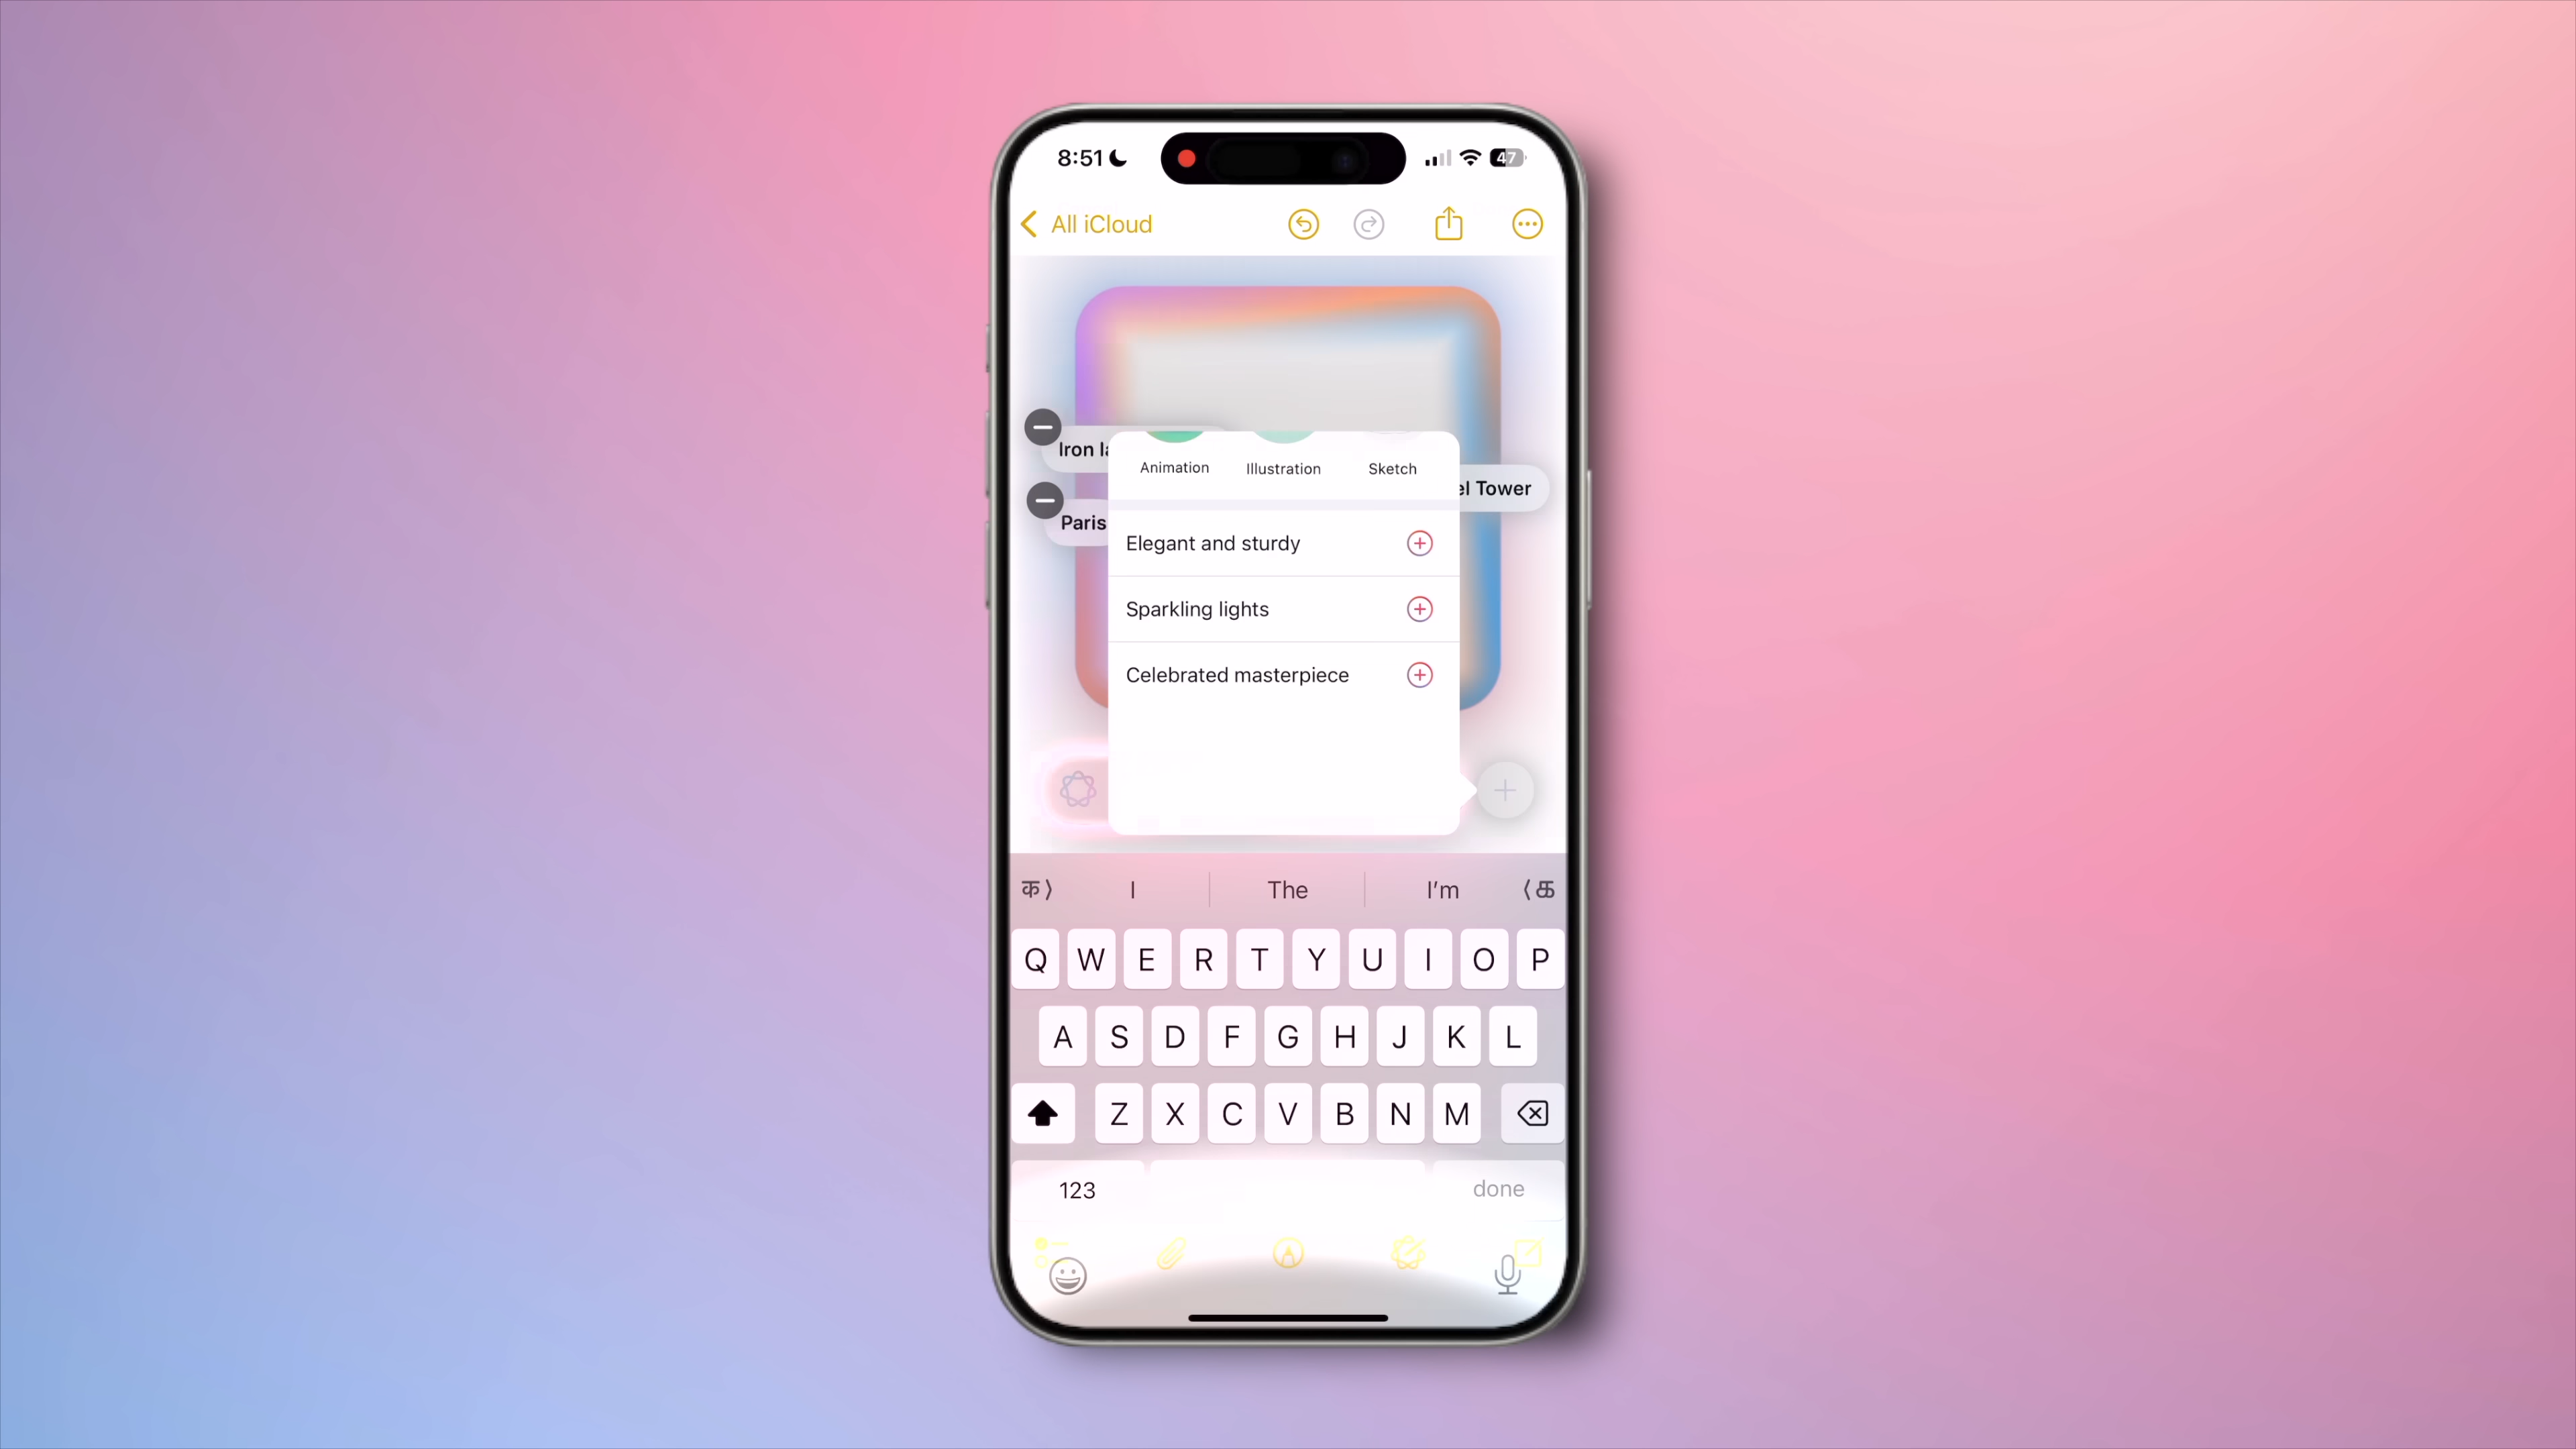 8:51
47
All iCloud
Iron
Animation Illustration Sketch
Tower
Paris
Elegant and sturdy
Sparkling lights
Celebrated masterpiece
क I The I'm க
Q W E R T Y U I O P
A S D F G H J K L
Z X C V B N M
123 done